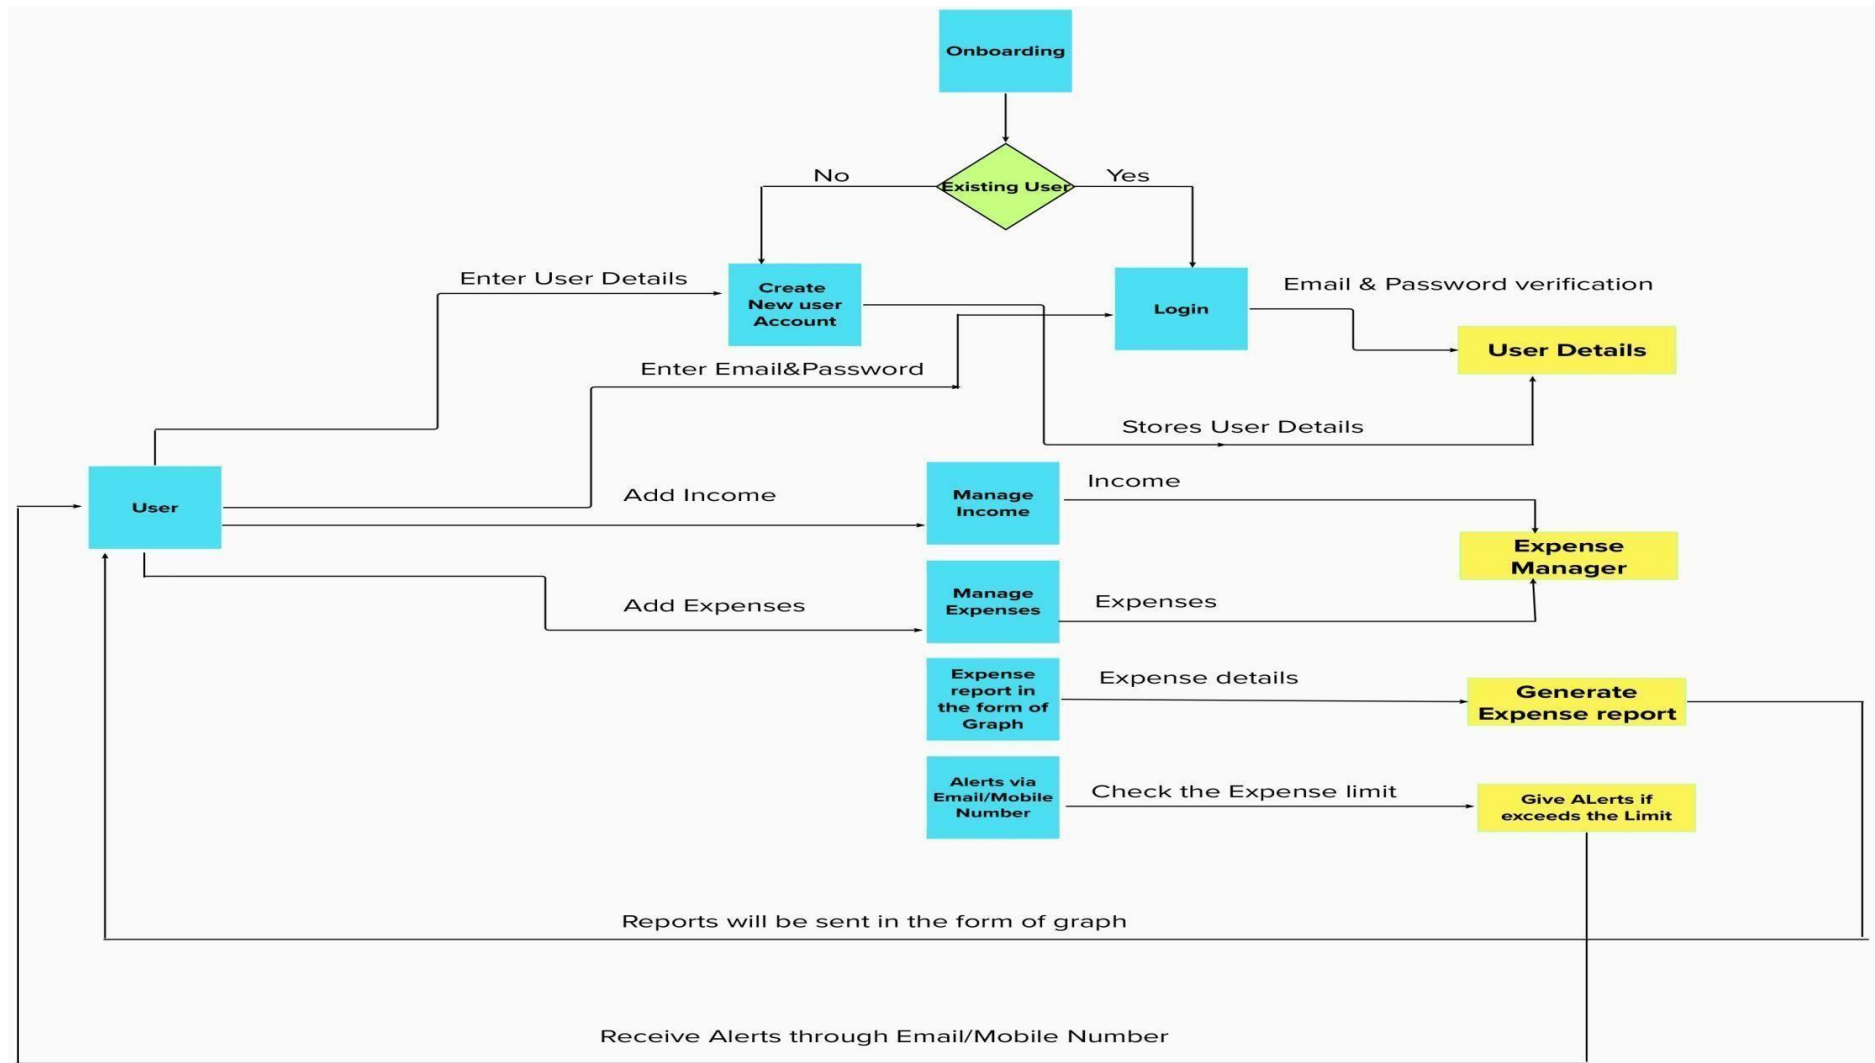 Onboarding
No
Existing User
Yes
Enter User Details
Create
New user
Account
Login
Email & Password verification
User Details
Enter Email&Password
Stores User Details
User
Add Income
Manage
Income
Income
Expense
Manager
Add Expenses
Manage
Expenses
Expenses
Expense
report in
the form of
Graph
Expense details
Generate
Expense report
Alerts via
Email/Mobile
Number
Check the Expense limit
Give ALerts if
exceeds the Limit
Reports will be sent in the form of graph
Receive Alerts through Email/Mobile Number